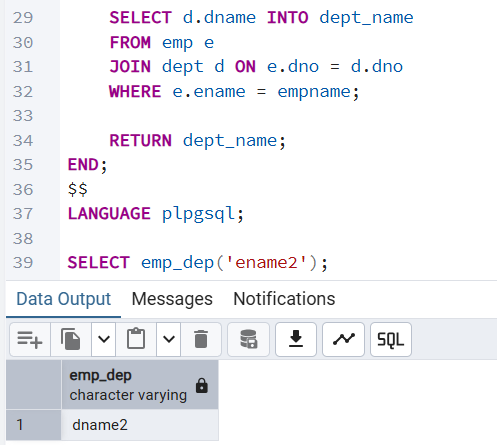 29 SELECT d.dname INTO dept_name
30 FROM emp e
31 JOIN dept d ON e.dno = d.dno
32 WHERE e.ename = empname;
33
34 RETURN dept_name;
35 END;
36 $$
37 LANGUAGE plpgsql;
38
39 SELECT emp_dep('ename2');
Data Output Messages Notifications
SQL
emp_dep
character varying
1 dname2